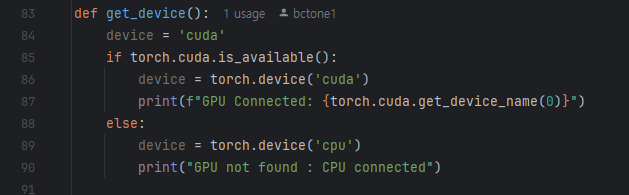 83 def get_device(): 1 usage bctone1
84 device = 'cuda'
85 if torch.cuda.is_available():
86 device = torch.device('cuda')
87 print(f"GPU Connected: {torch.cuda.get_device_name(0)}")
88 else:
89 device = torch.device('cpu')
90 print("GPU not found : CPU connected")
91